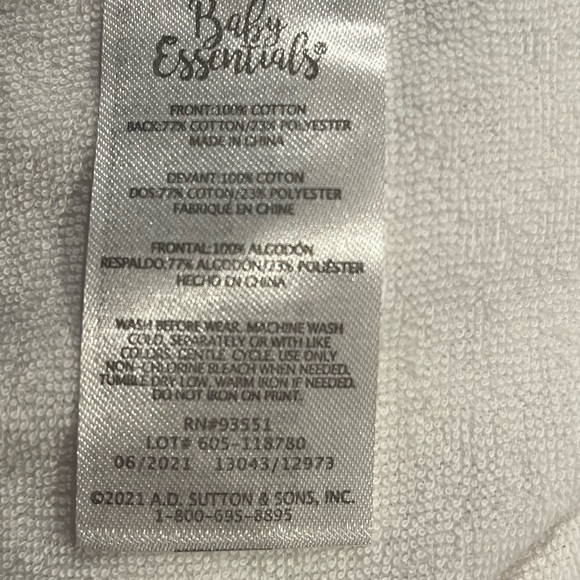 Baby
Essentials®
FRONT:100% COTTON
BACK:77% COTTON/23% POLYESTER
MADE IN CHINA
DEVANT:100% COTON
DOS:77% COTON/23% POLYESTER
FABRIQUÉ EN CHINE
FRONTAL:100% ALGODÓN
RESPALDO:77% ALGODÓN/23% POLIÉSTER
HECHO EN CHINA
WASH BEFORE WEAR. MACHINE WASH
COLD, SEPARATELY OR WITH LIKE
COLORS, GENTLE CYCLE. USE ONLY
NON-CHLORINE BLEACH WHEN NEEDED.
TUMBLE DRY LOW, WARM IRON IF NEEDED.
DO NOT IRON ON PRINT.
RN#93551
LOT# 605-118780
06/2021 13043/12973
©2021 A.D. SUTTON & SONS, INC.
1-800-695-8895